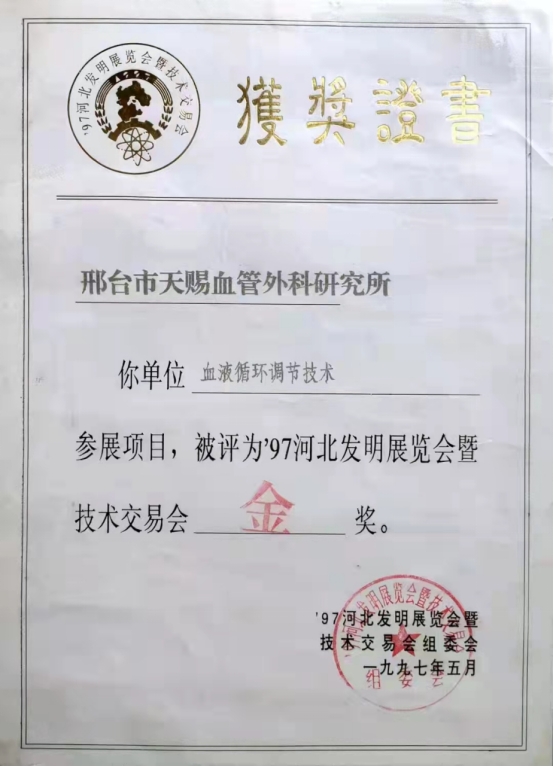 '97河北发明展览会暨技术交易会
獲獎證書
邢台市天赐血管外科研究所
你单位 血液循环调节技术
参展项目，被评为'97河北发明展览会暨
技术交易会 金 奖。
'97河北发明展览会暨
技术交易会组委会
一九九七年五月
组委会